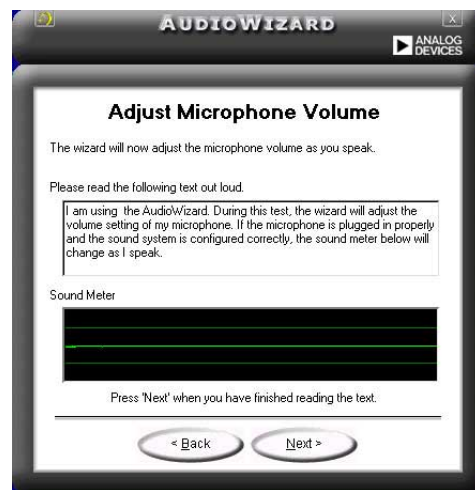 AUDIOWIZARD
X
ANALOG
DEVICES
Adjust Microphone Volume
The wizard will now adjust the microphone volume as you speak.
Please read the following text out loud.
I am using  the AudioWizard. During this test, the wizard will adjust the
volume setting of my microphone. If the microphone is plugged in properly
and the sound system is configured correctly, the sound meter below will
change as I speak.
Sound Meter
Press 'Next' when you have finished reading the text.
< Back
Next >